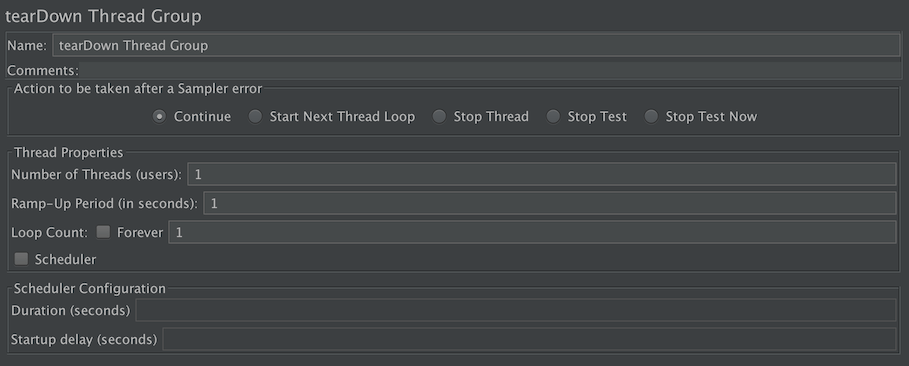 tearDown Thread Group
Name: tearDown Thread Group
Comments:
Action to be taken after a Sampler error
Continue Start Next Thread Loop Stop Thread Stop Test Stop Test Now
Thread Properties
Number of Threads (users): 1
Ramp-Up Period (in seconds): 1
Loop Count: Forever 1
Scheduler
Scheduler Configuration
Duration (seconds)
Startup delay (seconds)